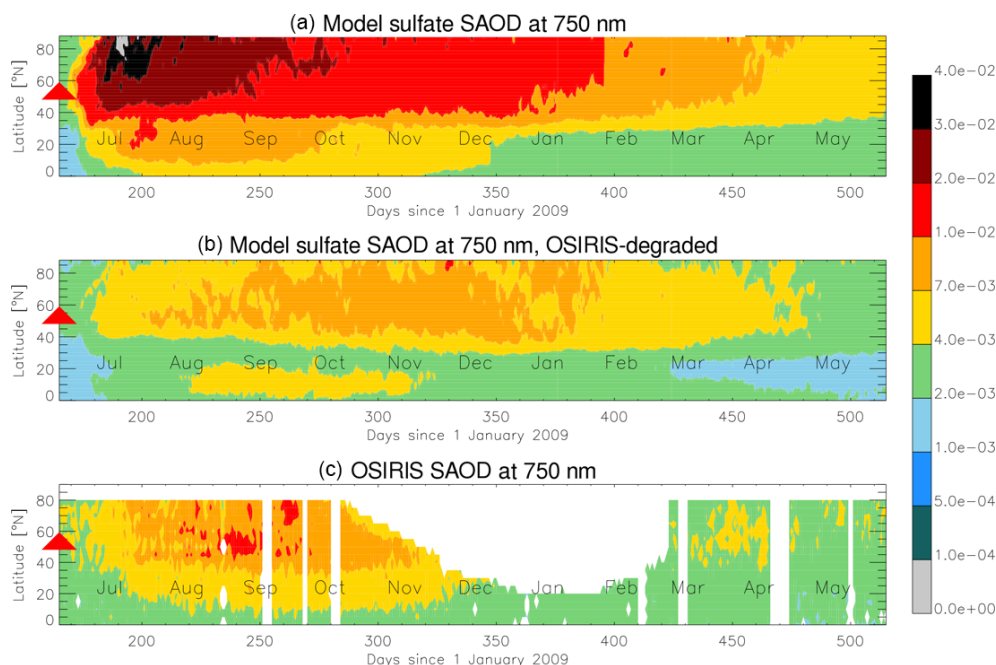 (a) Model sulfate SAOD at 750 nm
Latitude [°N]
80
60
40
20
0
Jul Aug Sep Oct Nov Dec Jan Feb Mar Apr May
200 250 300 350 400 450 500
Days since 1 January 2009
(b) Model sulfate SAOD at 750 nm, OSIRIS-degraded
Latitude [°N]
80
60
40
20
0
Jul Aug Sep Oct Nov Dec Jan Feb Mar Apr May
200 250 300 350 400 450 500
Days since 1 January 2009
(c) OSIRIS SAOD at 750 nm
Latitude [°N]
80
60
40
20
0
Jul Aug Sep Oct Nov Dec Jan Feb Mar Apr May
200 250 300 350 400 450 500
Days since 1 January 2009
4.0e-02
3.0e-02
2.0e-02
1.0e-02
7.0e-03
4.0e-03
2.0e-03
1.0e-03
5.0e-04
1.0e-04
0.0e+00